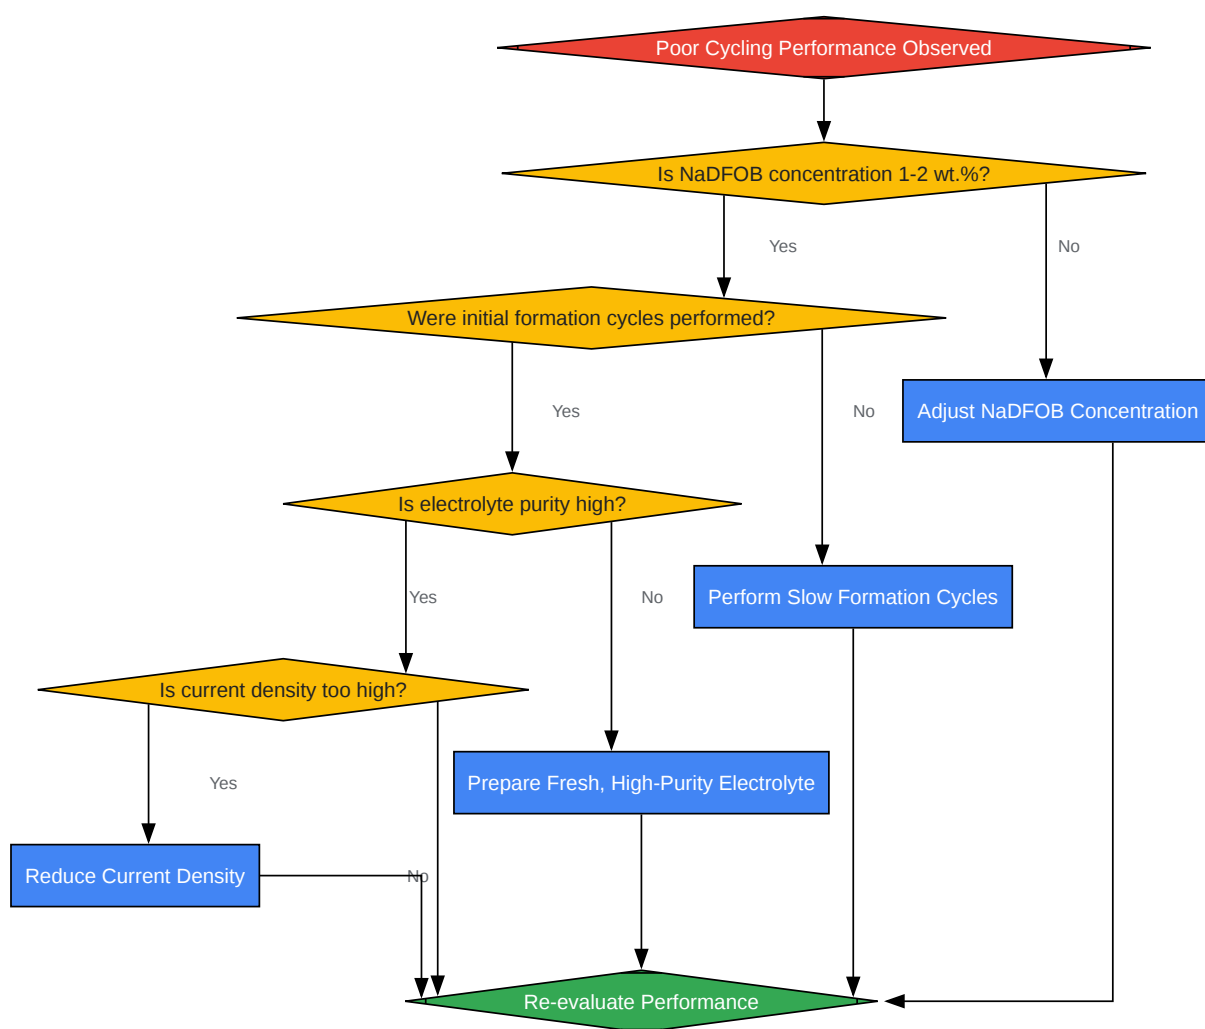 Poor Cycling Performance Observed
Is NaDFOB concentration 1-2 wt.%?
Yes
No
Were initial formation cycles performed?
Yes
No
Adjust NaDFOB Concentration
Is electrolyte purity high?
Yes
No
Perform Slow Formation Cycles
Is current density too high?
Yes
Prepare Fresh, High-Purity Electrolyte
Reduce Current Density
No
Re-evaluate Performance